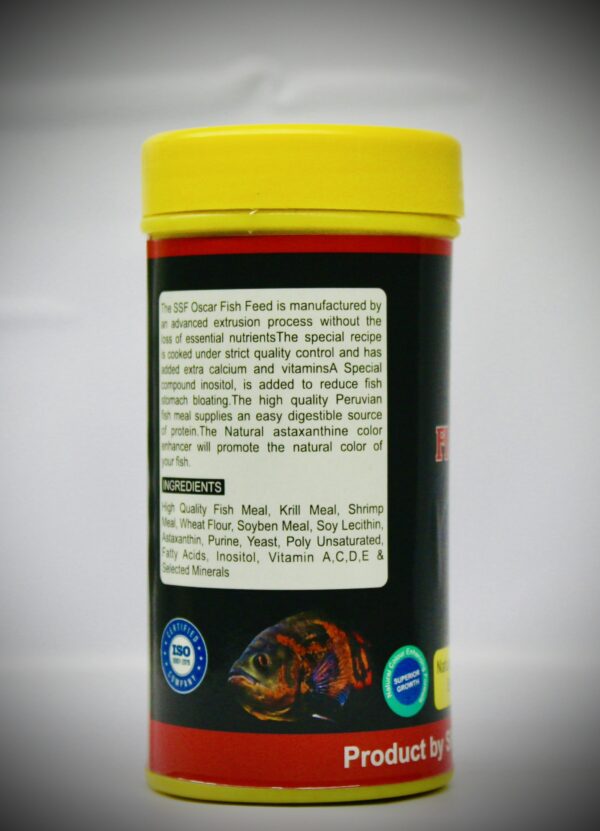 The SSF Oscar Fish Feed is manufactured by
an advanced extrusion process without the
loss of essential nutrientsThe special recipe
is cooked under strict quality control and has
added extra calcium and vitaminsA Special
compound inositol, is added to reduce fish
stomach bloating.The high quality Peruvian
fish meal supplies an easy digestible source
of protein.The Natural astaxanthine color
enhancer will promote the natural color of
your fish.
INGREDIENTS
High Quality Fish Meal, Krill Meal, Shrimp
Meal, Wheat Flour, Soyben Meal, Soy Lecithin,
Astaxanthin, Purine, Yeast, Poly Unsaturated,
Fatty Acids, Inositol, Vitamin A,C,D,E &
Selected Minerals
CERTIFIED
ISO
9001-2015
COMPANY
Natural Colour Enhancing
SUPERIOR
GROWTH
Product by